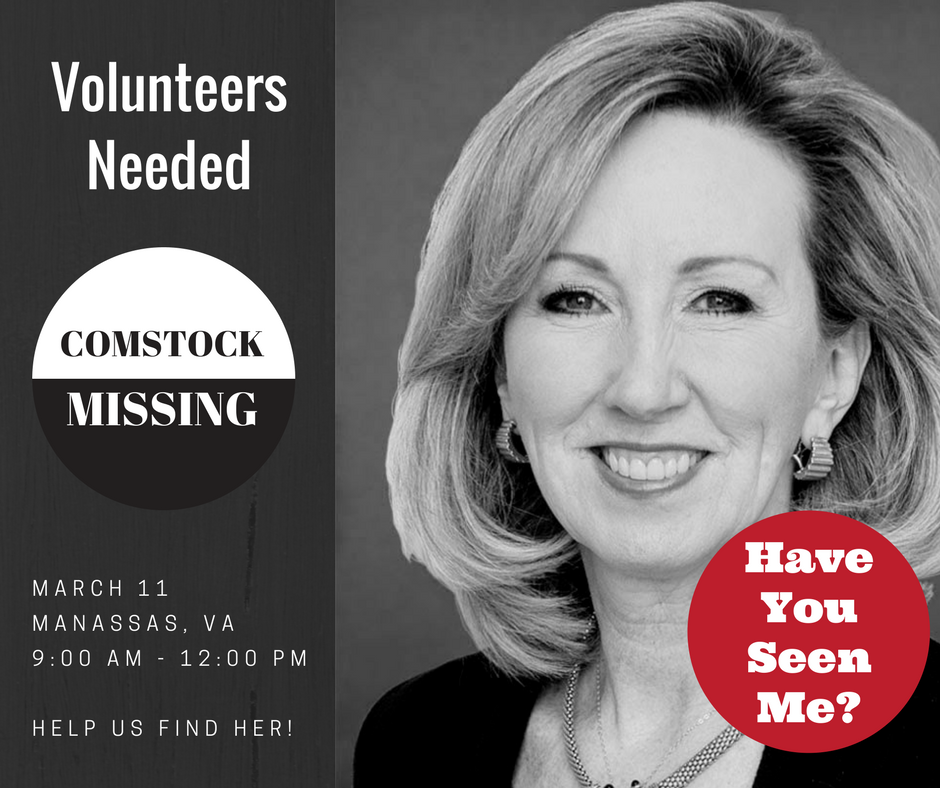 Volunteers
Needed
COMSTOCK
MISSING
MARCH 11
MANASSAS, VA
9:00 AM - 12:00 PM
HELP US FIND HER!
Have
You
Seen
Me?